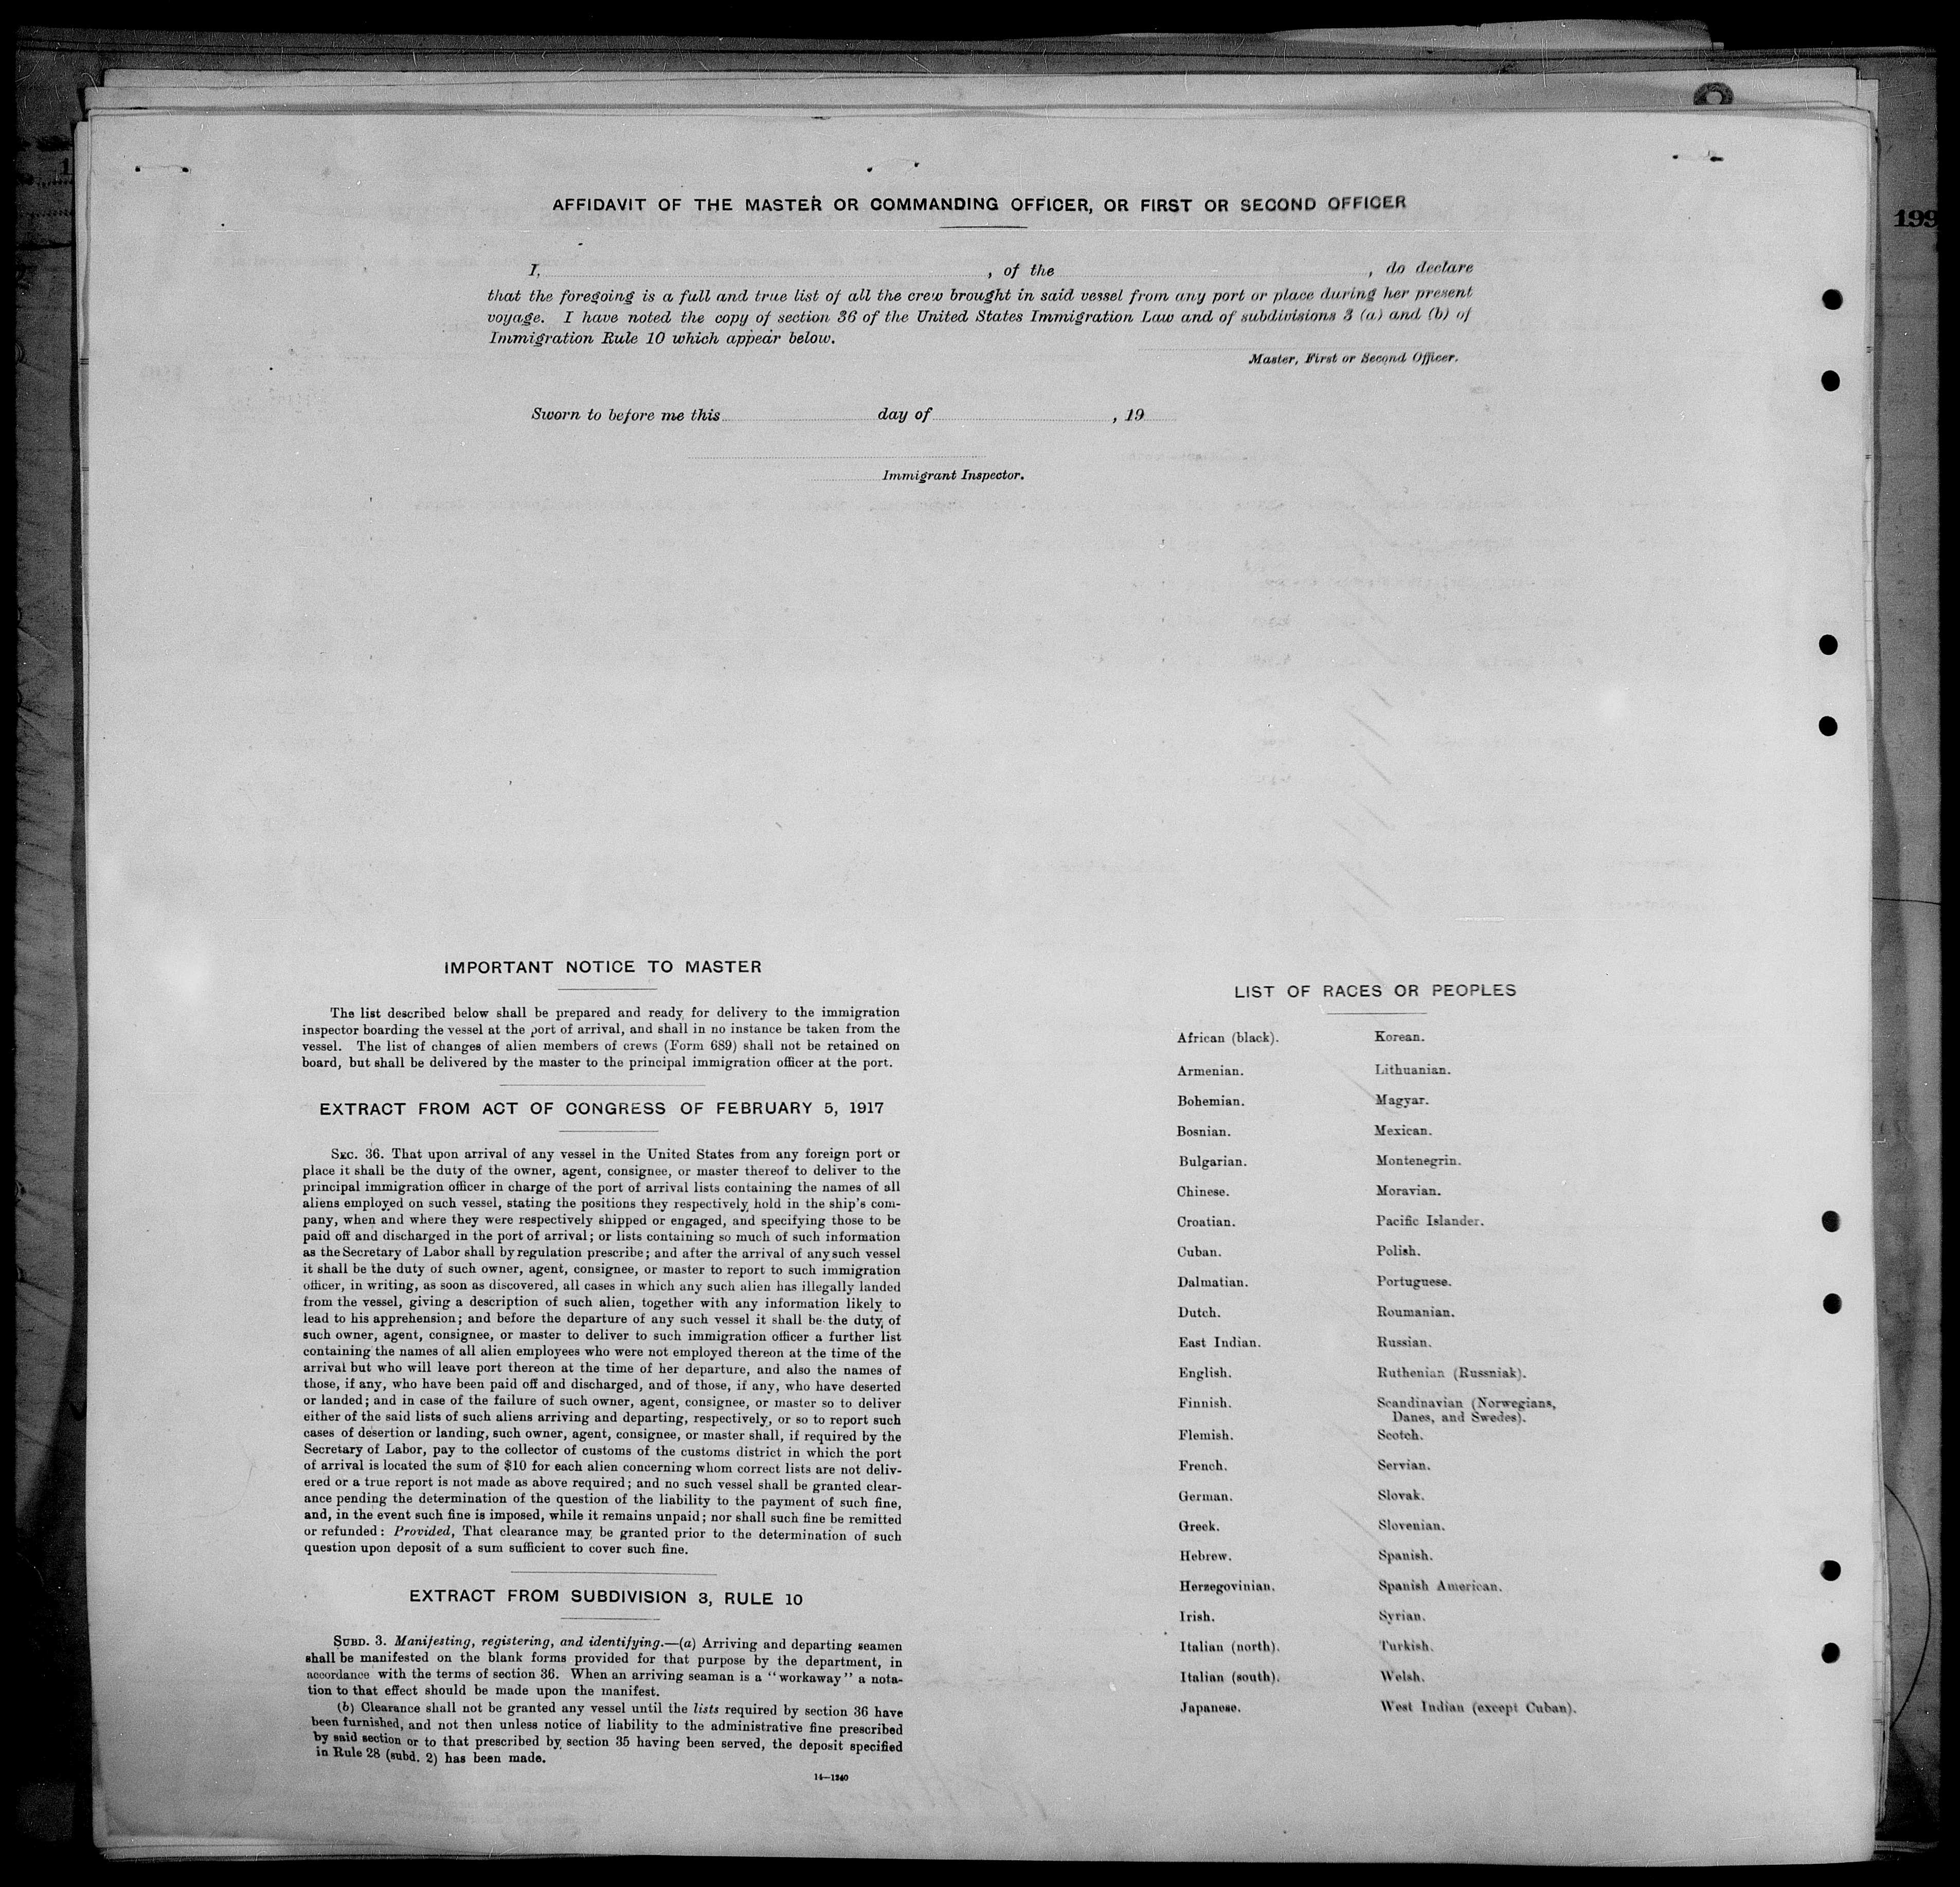 199
AFFIDAVIT OF THE MASTER OR COMMANDING OFFICER, OR FIRST OR SECOND OFFICER
I, , of the , do declare
that the foregoing is a full and true list of all the crew brought in said vessel from any port or place during her present
voyage. I have noted the copy of section 36 of the United States Immigration Law and of subdivisions 3 (a) and (b) of
Immigration Rule 10 which appear below.
Master, First or Second Officer.
Sworn to before me this day of , 19
Immigrant Inspector.
IMPORTANT NOTICE TO MASTER
The list described below shall be prepared and ready for delivery to the immigration
inspector boarding the vessel at the port of arrival, and shall in no instance be taken from the
vessel. The list of changes of alien members of crews (Form 689) shall not be retained on
board, but shall be delivered by the master to the principal immigration officer at the port.
EXTRACT FROM ACT OF CONGRESS OF FEBRUARY 5, 1917
SEC. 36. That upon arrival of any vessel in the United States from any foreign port or
place it shall be the duty of the owner, agent, consignee, or master thereof to deliver to the
principal immigration officer in charge of the port of arrival lists containing the names of all
aliens employed on such vessel, stating the positions they respectively hold in the ship's com-
pany, when and where they were respectively shipped or engaged, and specifying those to be
paid off and discharged in the port of arrival; or lists containing so much of such information
as the Secretary of Labor shall by regulation prescribe; and after the arrival of any such vessel
it shall be the duty of such owner, agent, consignee, or master to report to such immigration
officer, in writing, as soon as discovered, all cases in which any such alien has illegally landed
from the vessel, giving a description of such alien, together with any information likely to
lead to his apprehension; and before the departure of any such vessel it shall be the duty of
such owner, agent, consignee, or master to deliver to such immigration officer a further list
containing the names of all alien employees who were not employed thereon at the time of the
arrival but who will leave port thereon at the time of her departure, and also the names of
those, if any, who have been paid off and discharged, and of those, if any, who have deserted
or landed; and in case of the failure of such owner, agent, consignee, or master so to deliver
either of the said lists of such aliens arriving and departing, respectively, or so to report such
cases of desertion or landing, such owner, agent, consignee, or master shall, if required by the
Secretary of Labor, pay to the collector of customs of the customs district in which the port
of arrival is located the sum of $10 for each alien concerning whom correct lists are not deliv-
ered or a true report is not made as above required; and no such vessel shall be granted clear-
ance pending the determination of the question of the liability to the payment of such fine,
and, in the event such fine is imposed, while it remains unpaid; nor shall such fine be remitted
or refunded: Provided, That clearance may be granted prior to the determination of such
question upon deposit of a sum sufficient to cover such fine.
EXTRACT FROM SUBDIVISION 3, RULE 10
SUBD. 3. Manifesting, registering, and identifying.—(a) Arriving and departing seamen
shall be manifested on the blank forms provided for that purpose by the department, in
accordance with the terms of section 36. When an arriving seaman is a "workaway" a nota-
tion to that effect should be made upon the manifest.
(b) Clearance shall not be granted any vessel until the lists required by section 36 have
been furnished, and not then unless notice of liability to the administrative fine prescribed
by said section or to that prescribed by section 35 having been served, the deposit specified
in Rule 28 (subd. 2) has been made.
14—1240
LIST OF RACES OR PEOPLES
African (black).
Armenian.
Bohemian.
Bosnian.
Bulgarian.
Chinese.
Croatian.
Cuban.
Dalmatian.
Dutch.
East Indian.
English.
Finnish.
Flemish.
French.
German.
Greek.
Hebrew.
Herzegovinian.
Irish.
Italian (north).
Italian (south).
Japanese.
Korean.
Lithuanian.
Magyar.
Mexican.
Montenegrin.
Moravian.
Pacific Islander.
Polish.
Portuguese.
Roumanian.
Russian.
Ruthenian (Russniak).
Scandinavian (Norwegians,
Danes, and Swedes).
Scotch.
Servian.
Slovak.
Slovenian.
Spanish.
Spanish American.
Syrian.
Turkish.
Welsh.
West Indian (except Cuban).